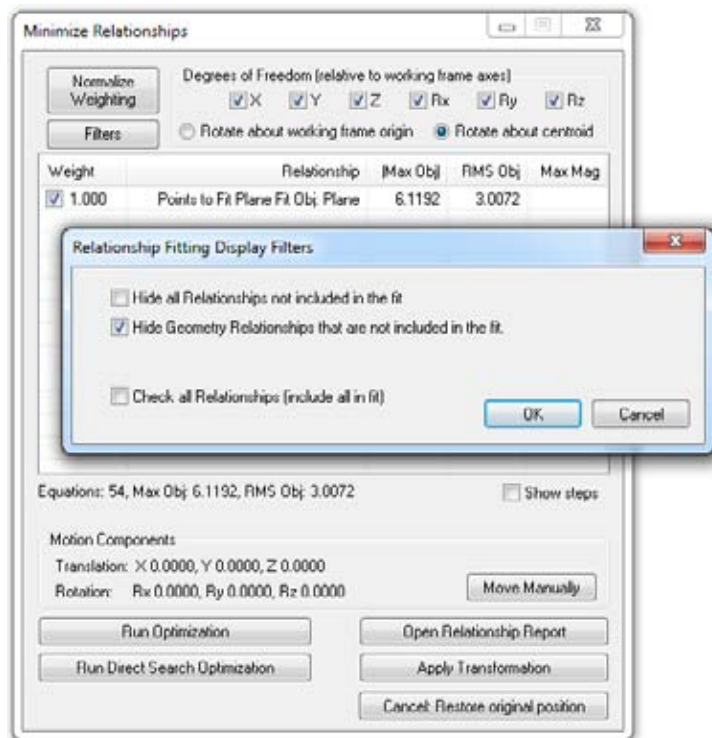 Minimize Relationships
Normalize Weighting
Degrees of Freedom (relative to working frame axes)
X Y Z Rx Ry Rz
Filters
Rotate about working frame origin Rotate about centroid
Weight Relationship |Max Obj| RMS Obj Max Mag
1.000 Points to Fit Plane Fit Obj: Plane 6.1192 3.0072
Relationship Fitting Display Filters
Hide all Relationships not included in the fit
Hide Geometry Relationships that are not included in the fit.
Check all Relationships (include all in fit)
OK Cancel
Equations: 54, Max Obj: 6.1192, RMS Obj: 3.0072
Show steps
Motion Components
Translation: X 0.0000, Y 0.0000, Z 0.0000
Rotation: Rx 0.0000, Ry 0.0000, Rz 0.0000
Move Manually
Run Optimization Open Relationship Report
Run Direct Search Optimization Apply Transformation
Cancel: Restore original position